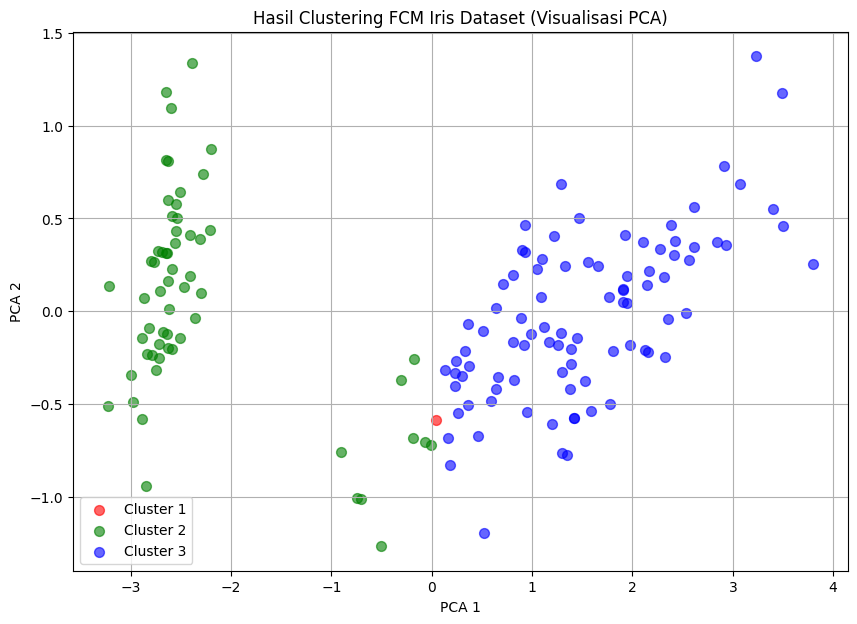 Hasil Clustering FCM Iris Dataset (Visualisasi PCA)
1.5
1.0
0.5
0.0
−0.5
−1.0
PCA 2
Cluster 1
Cluster 2
Cluster 3
−3
−2
−1
0
1
2
3
4
PCA 1